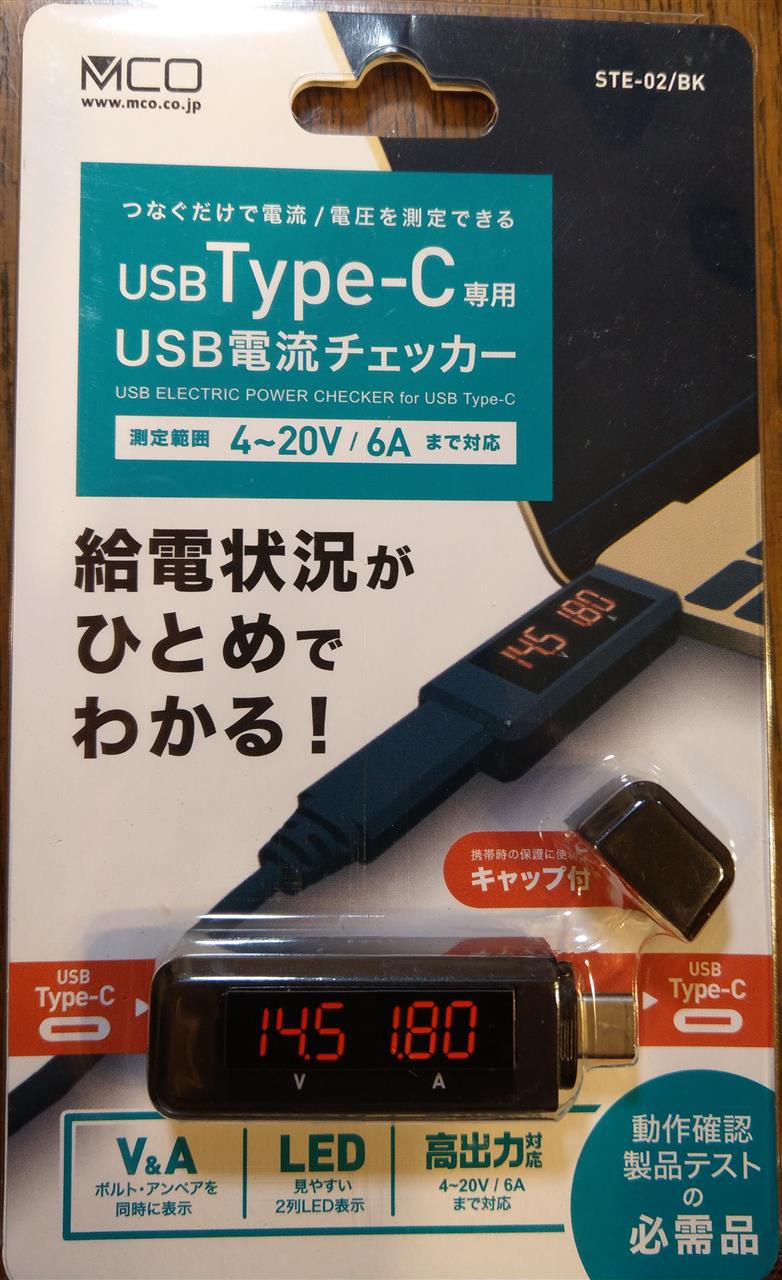 MCO
www.mco.co.jp
STE-02/BK
つなぐだけで電流/電圧を測定できる
USB Type-C 専用
USB電流チェッカー
USB ELECTRIC POWER CHECKER for USB Type-C
測定範囲 4~20V / 6A まで対応
給電状況が
ひとめで
わかる!
14.5 1.80
携帯時の保護に便
キャップ付
USB
Type-C
14.5 1.80
V A
USB
Type-C
V&A
ボルト・アンペアを
同時に表示
LED
見やすい
2列LED表示
高出力対応
4~20V / 6A
まで対応
動作確認
製品テスト
の
必需品